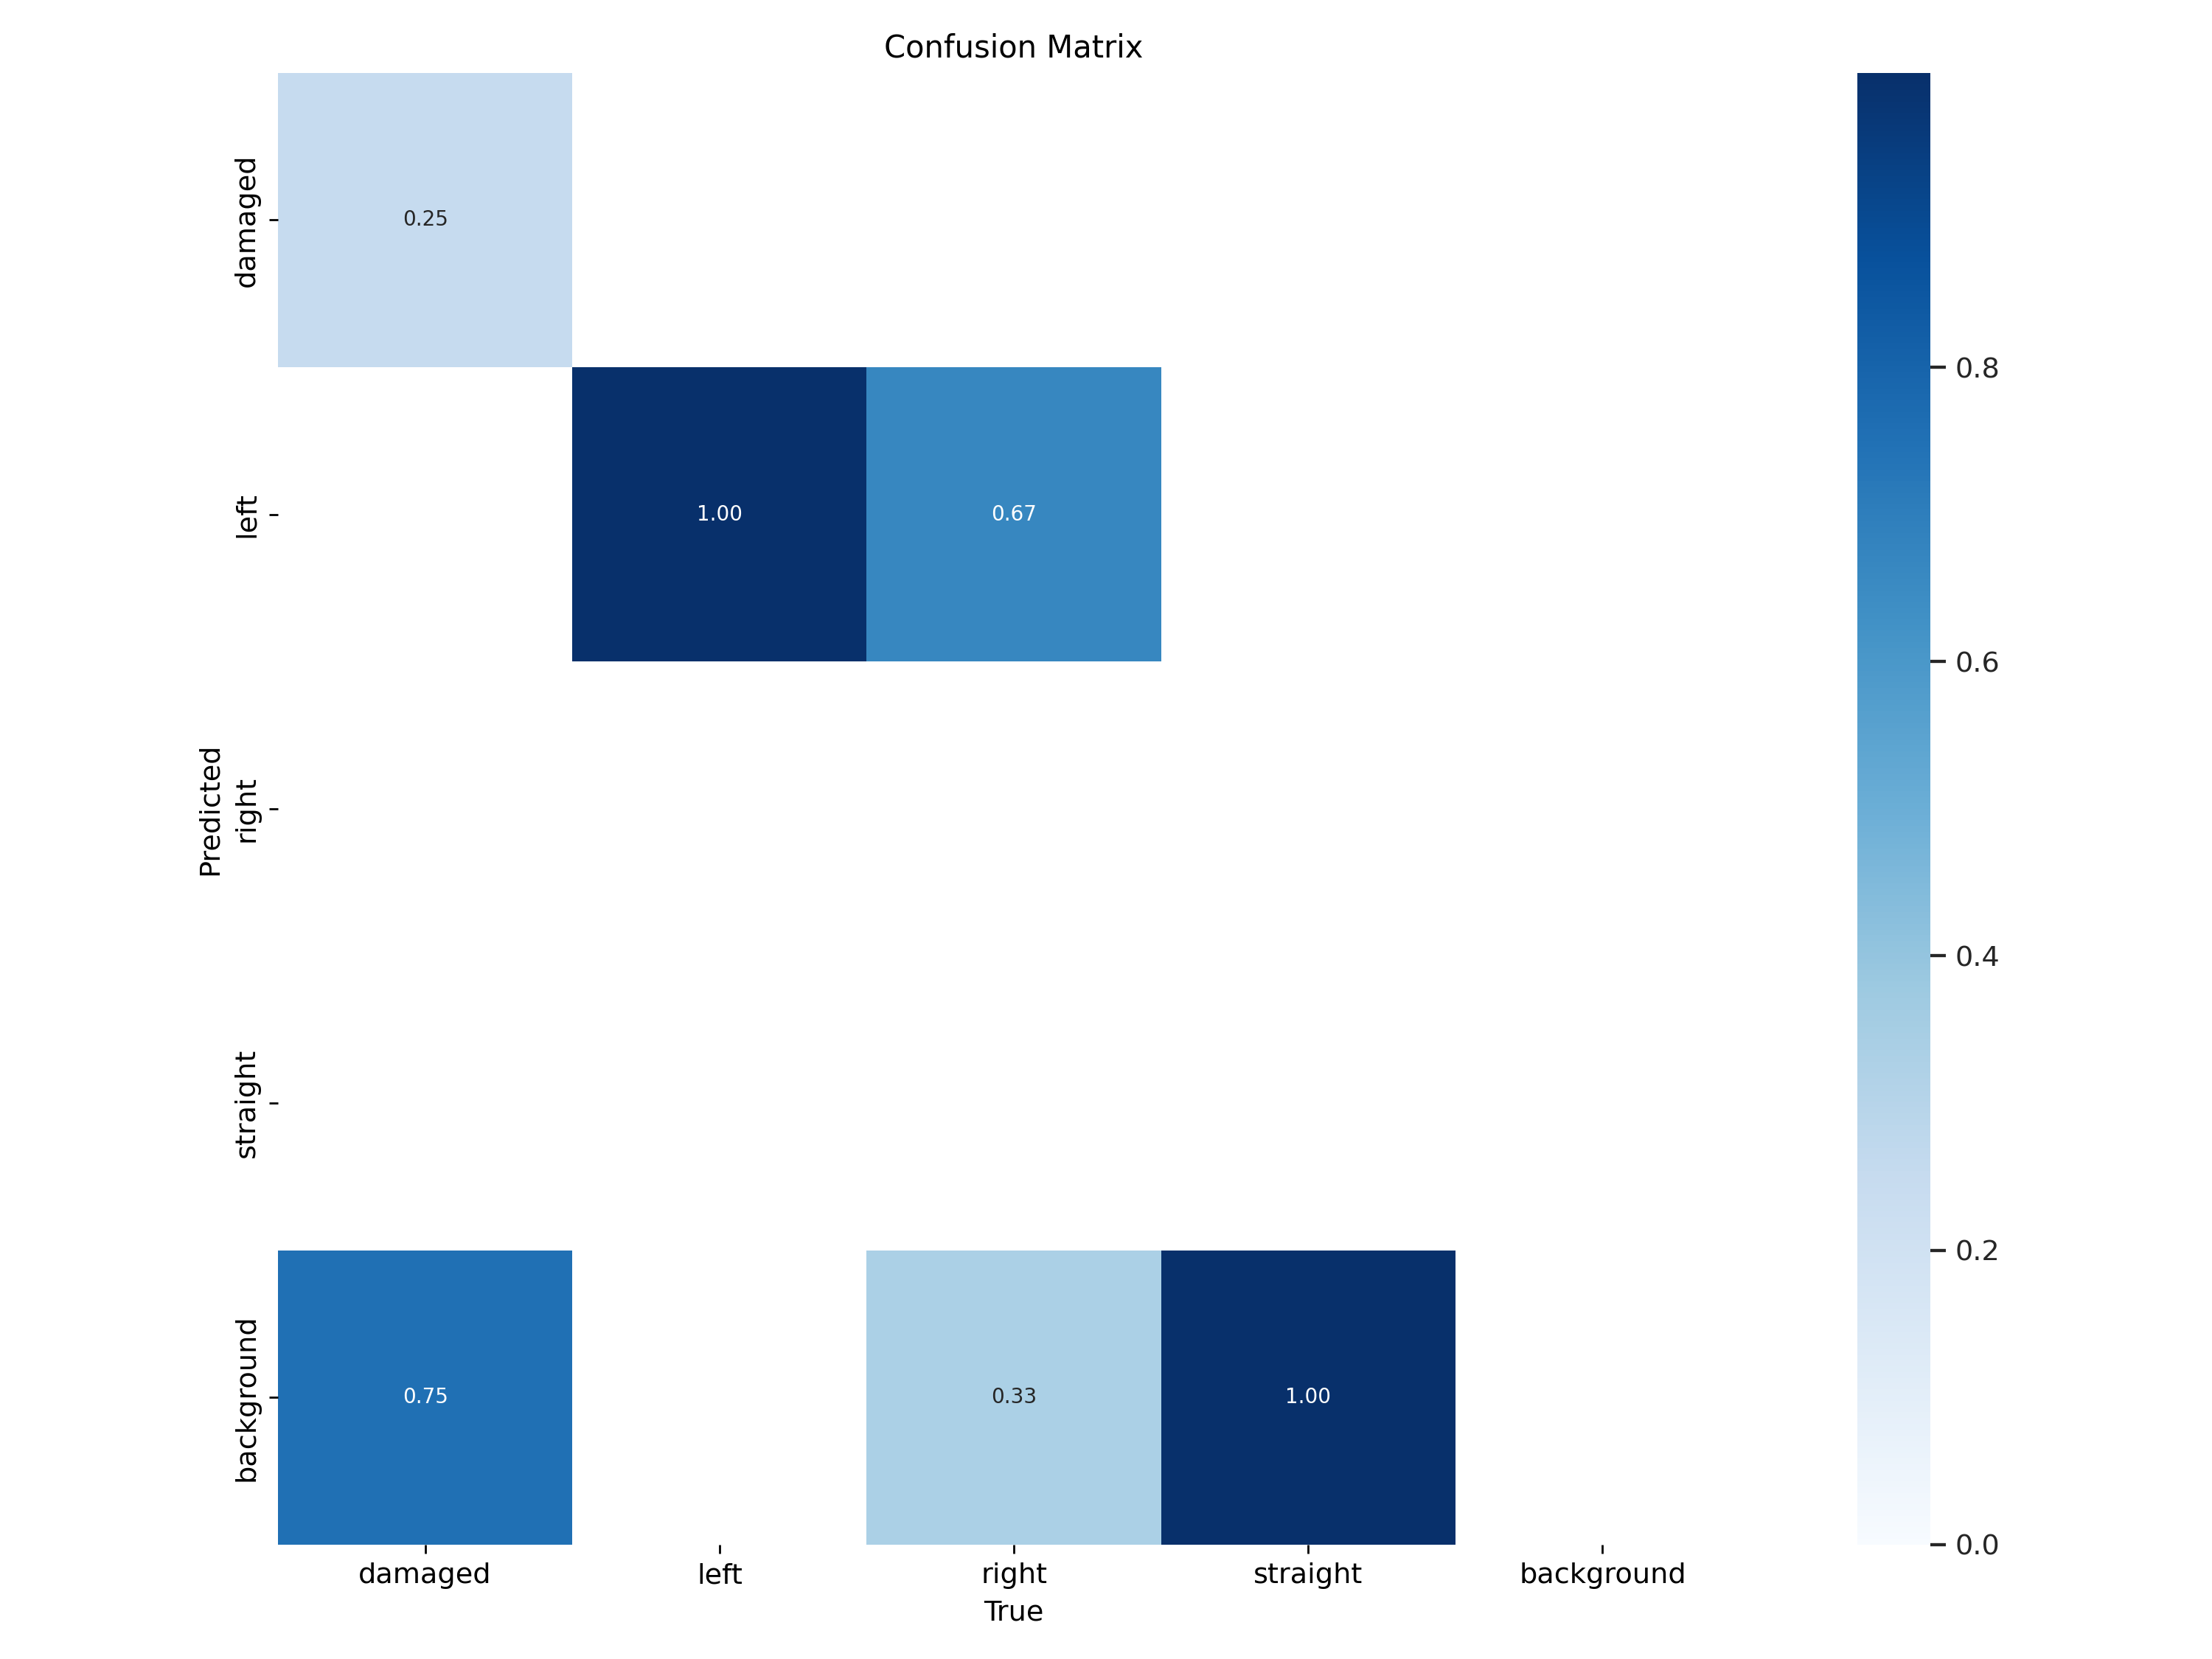 Confusion Matrix
damaged
left
right
straight
background
Predicted
0.25
1.00
0.67
0.75
0.33
1.00
damaged
left
right
straight
background
True
0.8
0.6
0.4
0.2
0.0